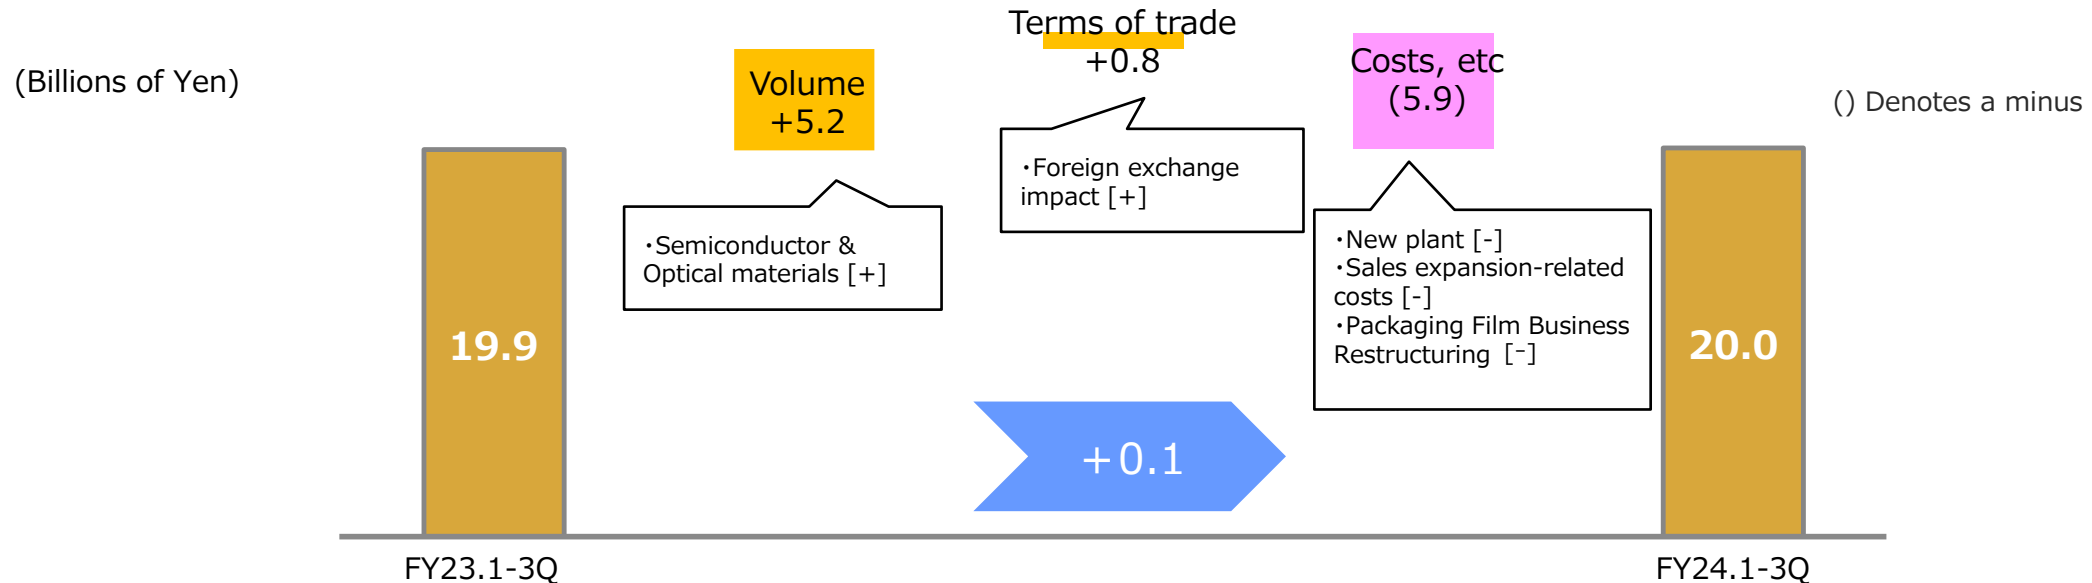 (Billions of Yen)
Volume
+5.2
Terms of trade
+0.8
Costs, etc
(5.9)
() Denotes a minus
・Semiconductor &
Optical materials [+]
・Foreign exchange
impact [+]
・New plant [-]
・Sales expansion-related
costs [-]
・Packaging Film Business
Restructuring [-]
19.9
+0.1
20.0
FY23.1-3Q
FY24.1-3Q